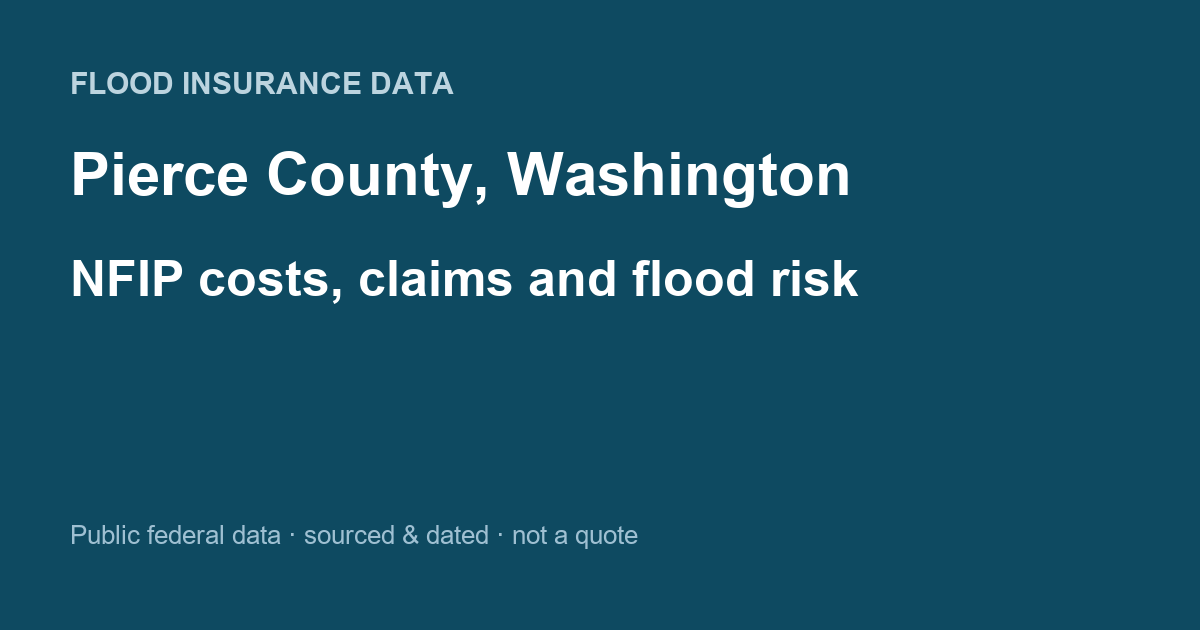 FLOOD INSURANCE DATA
Pierce County, Washington
NFIP costs, claims and flood risk
Public federal data · sourced & dated · not a quote